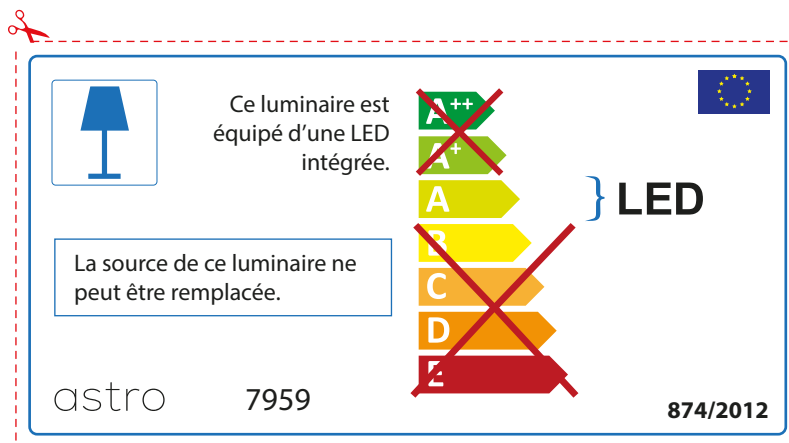 Ce luminaire est
équipé d’une LED
intégrée.
A++
A+
A
B
C
D
E
LED
La source de ce luminaire ne
peut être remplacée.
astro
7959
874/2012